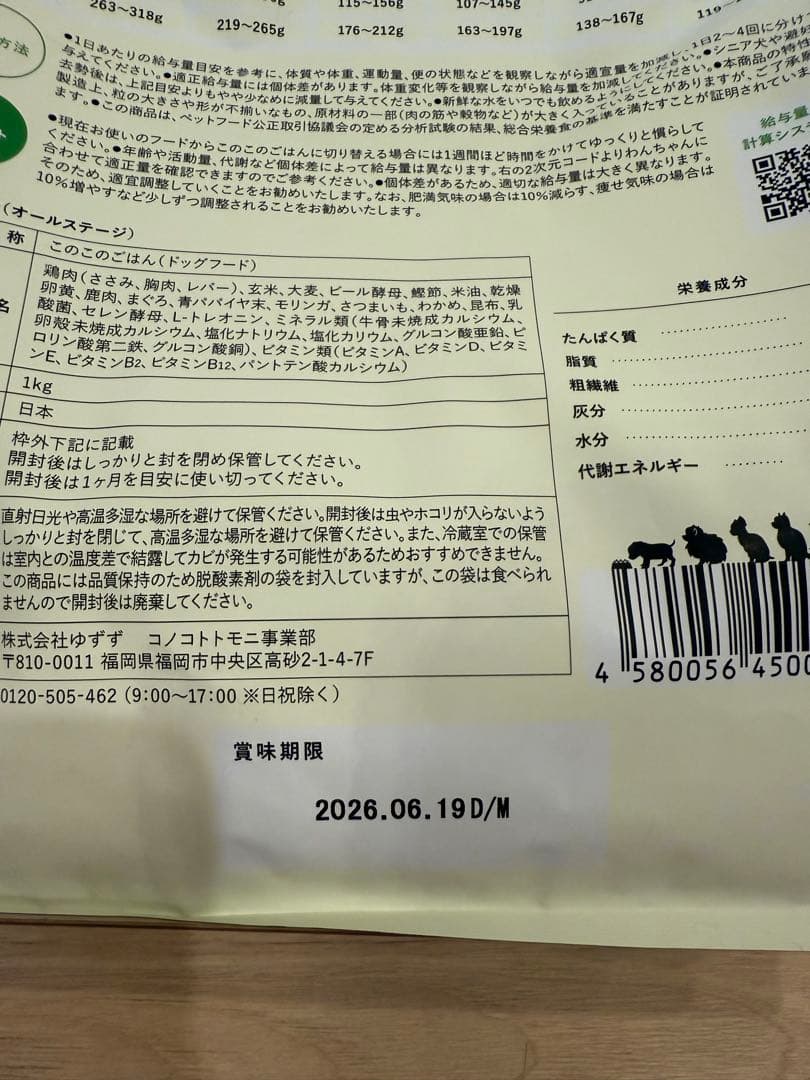 263～318g
219～265g
115～156g
176～212g
107～145g
163～197g
138～167g
方法
●1日あたりの給与量目安を参考に、体質や体重、運動量、便の状態などを観察しながら適宜量を加減し、1日2～4回に分けて
与えてください。●適正給与量には個体差があります。体重変化等を観察しながら給与量を加減してください。●シニア犬や避妊
去勢後は、上記目安よりもやや少なめに減量して与えてください。●新鮮な水をいつでも飲めるようにしてください。●本商品の特性
製造上、粒の大きさや形が不揃いなもの、原材料の一部(肉の筋や穀物など)が大きく入っていることがありますが、ご了承願
ます。●この商品は、ペットフード公正取引協議会の定める分析試験の結果、総合栄養食の基準を満たすことが証明されていま
●現在お使いのフードからこのこのごはんに切り替える場合には1週間ほど時間をかけてゆっくりと慣らして
ください。●年齢や活動量、代謝など個体差によって給与量は異なります。右の2次元コードよりわんちゃんに
合わせて適正量を確認できますのでご参考ください。●個体差があるため、適切な給与量は大きく異なります。
そのため、適宜調整していくことをお勧めいたします。なお、肥満気味の場合は10%減らす、痩せ気味の場合は
10%増やすなど少しずつ調整されることをお勧めいたします。
給与量
計算シス
(オールステージ)
称 このこのごはん(ドッグフード)
名 鶏肉(ささみ、胸肉、レバー)、玄米、大麦、ビール酵母、鰹節、米油、乾燥
卵黄、鹿肉、まぐろ、青パパイヤ末、モリンガ、さつまいも、わかめ、昆布、乳
酸菌、セレン酵母、L-トレオニン、ミネラル類(牛骨未焼成カルシウム、
卵殻未焼成カルシウム、塩化ナトリウム、塩化カリウム、グルコン酸亜鉛、ピ
ロリン酸第二鉄、グルコン酸銅)、ビタミン類(ビタミンA、ビタミンD、ビタミ
ンE、ビタミンB2、ビタミンB12、パントテン酸カルシウム)
1kg
日本
枠外下記に記載
開封後はしっかりと封を閉め保管してください。
開封後は1ヶ月を目安に使い切ってください。
直射日光や高温多湿な場所を避けて保管ください。開封後は虫やホコリが入らないよう
しっかりと封を閉じて、高温多湿な場所を避けて保管ください。また、冷蔵室での保管
は室内との温度差で結露してカビが発生する可能性があるためおすすめできません。
この商品には品質保持のため脱酸素剤の袋を封入していますが、この袋は食べられ
ませんので開封後は廃棄してください。
株式会社ゆずず コノコトトモニ事業部
〒810-0011 福岡県福岡市中央区高砂2-1-4-7F
0120-505-462 (9:00～17:00 ※日祝除く)
栄養成分
たんぱく質
脂質
粗繊維
灰分
水分
代謝エネルギー
4 580056 4500
賞味期限
2026.06.19D/M